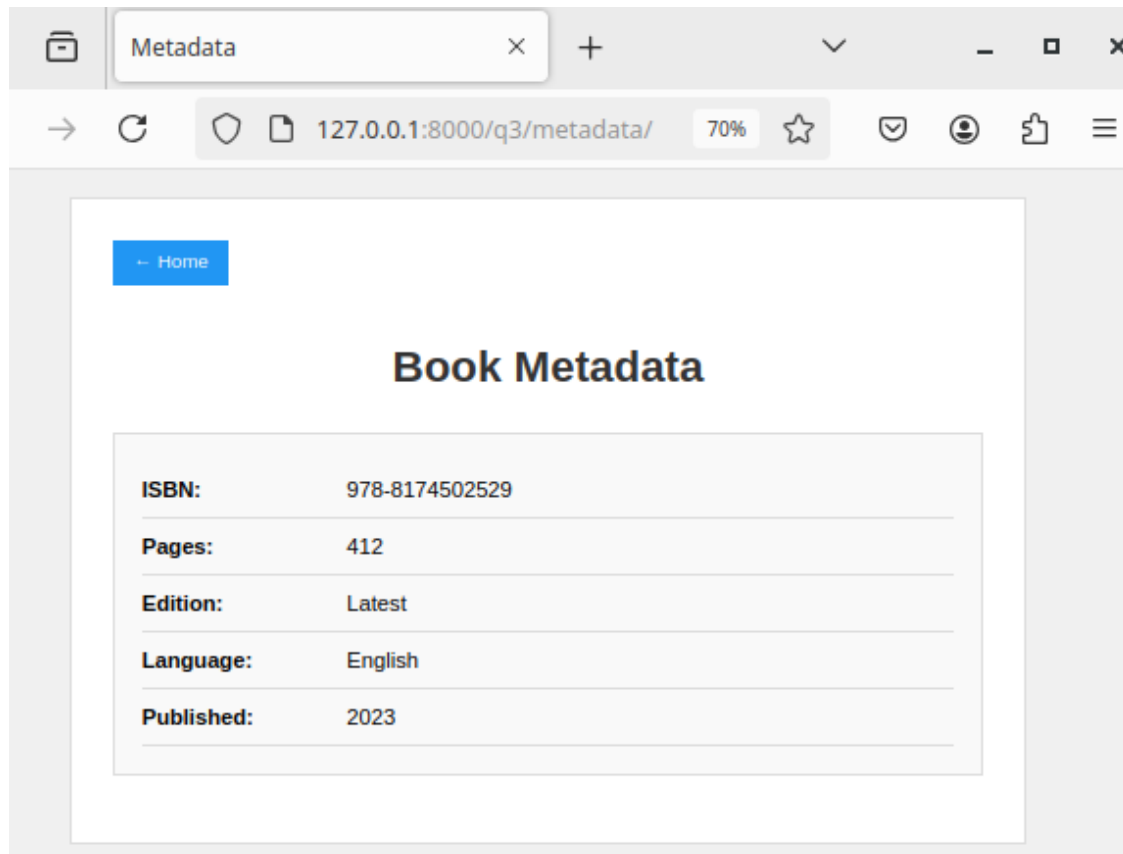 Metadata
127.0.0.1:8000/q3/metadata/ 70%
← Home
Book Metadata
ISBN: 978-8174502529
Pages: 412
Edition: Latest
Language: English
Published: 2023